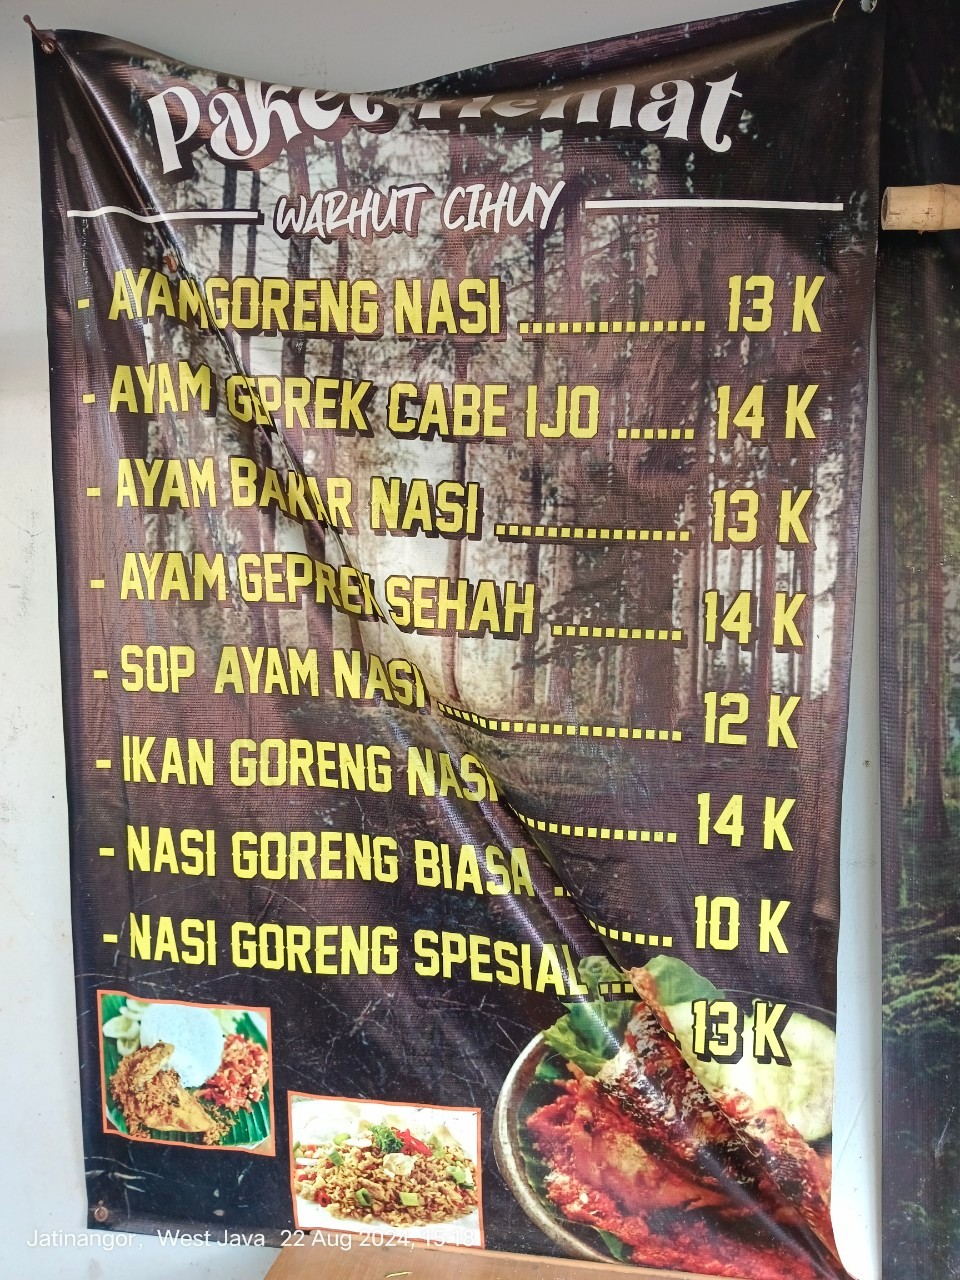 Paket Hemat
WARHUT CIHUY
- AYAMGORENG NASI .............. 13 K
- AYAM GEPREK CABE IJO ...... 14 K
- AYAM BAKAR NASI ............... 13 K
- AYAM GEPREK SEHAH .......... 14 K
- SOP AYAM NASI .................... 12 K
- IKAN GORENG NASI ............. 14 K
- NASI GORENG BIASA .......... 10 K
- NASI GORENG SPESIAL ..... 13 K
Jatinangor, West Java 22 Aug 2024, 15:18